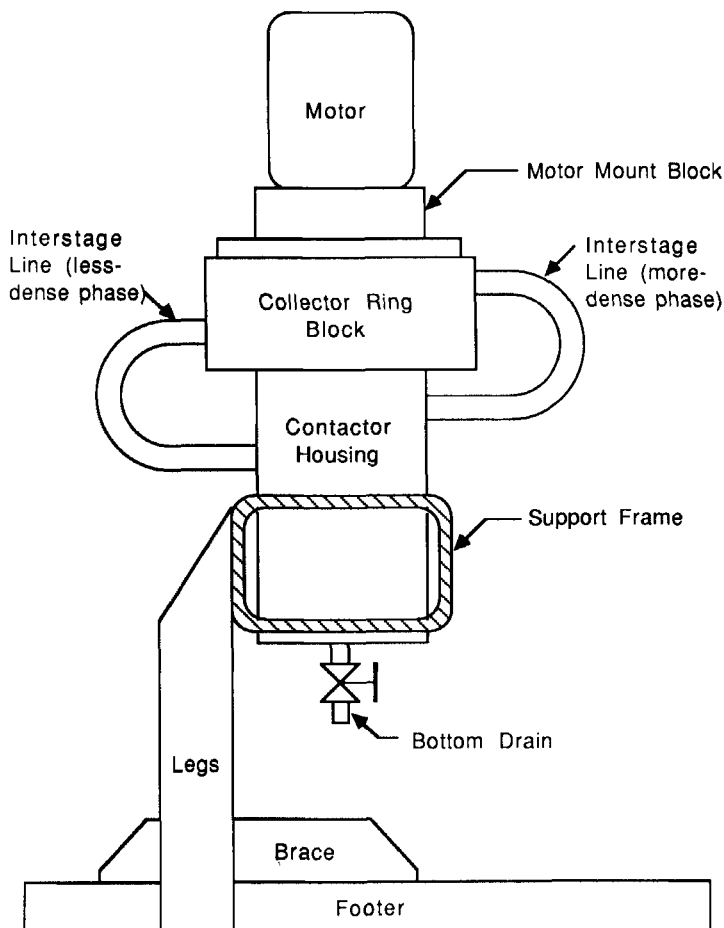 Motor
Motor Mount Block
Interstage
Line (less-
dense phase)
Interstage
Line (more-
dense phase)
Collector Ring
Block
Contactor
Housing
Support Frame
Bottom Drain
Legs
Brace
Footer